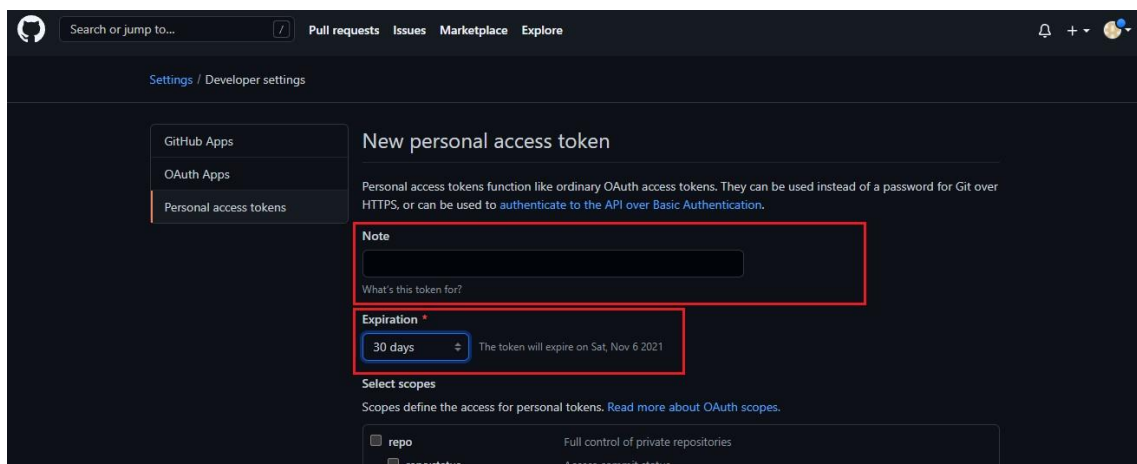 Search or jump to... / Pull requests Issues Marketplace Explore
Settings / Developer settings
GitHub Apps
OAuth Apps
Personal access tokens
New personal access token
Personal access tokens function like ordinary OAuth access tokens. They can be used instead of a password for Git over
HTTPS, or can be used to authenticate to the API over Basic Authentication.
Note
What's this token for?
Expiration *
30 days The token will expire on Sat, Nov 6 2021
Select scopes
Scopes define the access for personal tokens. Read more about OAuth scopes.
repo Full control of private repositories